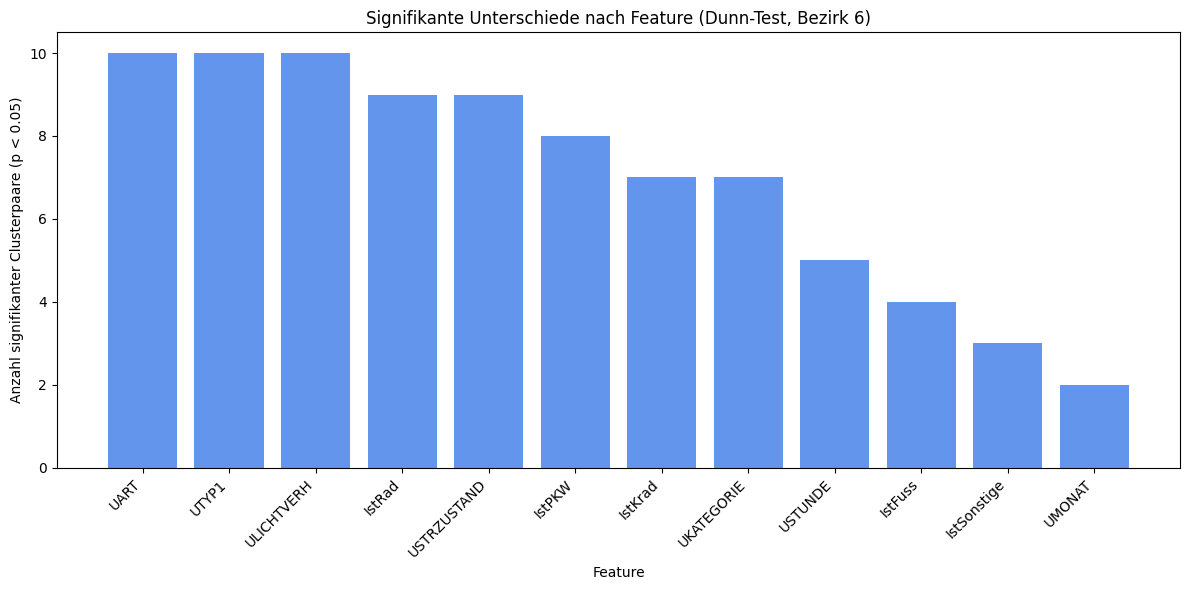 Signifikante Unterschiede nach Feature (Dunn-Test, Bezirk 6)
Anzahl signifikanter Clusterpaare (p < 0.05)
10
8
6
4
2
0
UART
UTYP1
ULICHTVERH
IstRad
USTRZUSTAND
IstPKW
IstKrad
UKATEGORIE
USTUNDE
IstFuss
IstSonstige
UMONAT
Feature